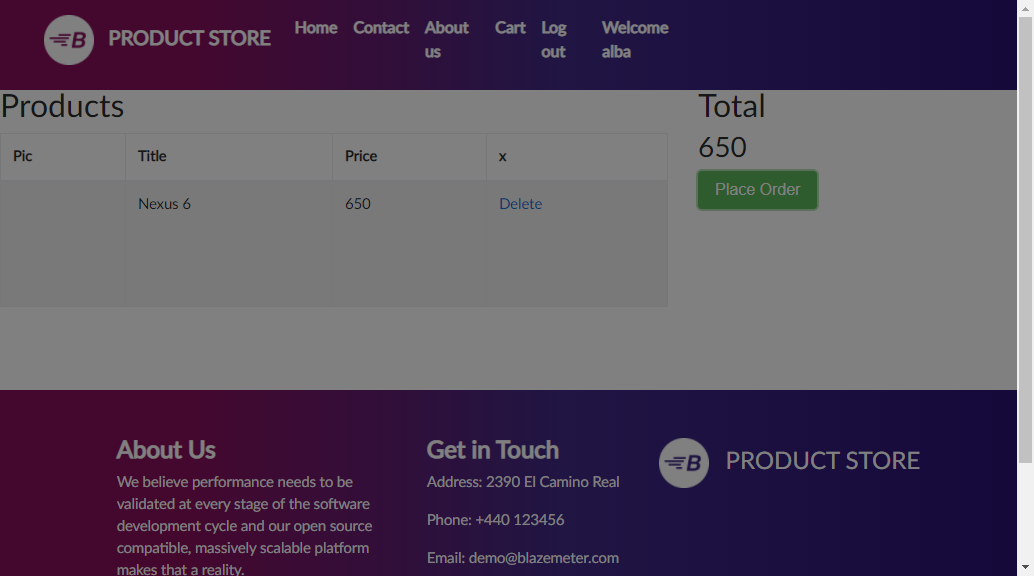 B PRODUCT STORE Home Contact About us Cart Log out Welcome alba
Products
Pic Title Price x
Nexus 6 650 Delete
Total
650
Place Order
About Us
We believe performance needs to be
validated at every stage of the software
development cycle and our open source
compatible, massively scalable platform
makes that a reality.
Get in Touch
Address: 2390 El Camino Real
Phone: +440 123456
Email: demo@blazemeter.com
B PRODUCT STORE